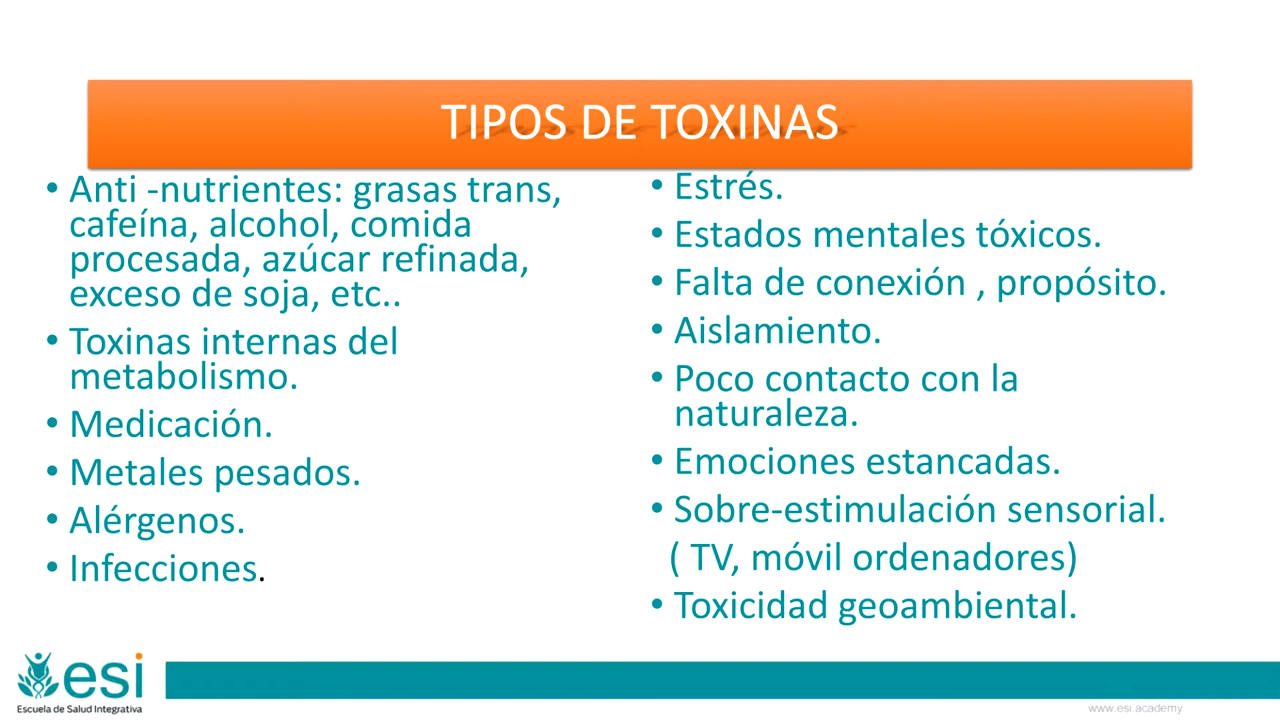 TIPOS DE TOXINAS
• Anti -nutrientes: grasas trans,
cafeína, alcohol, comida
procesada, azúcar refinada,
exceso de soja, etc..
• Toxinas internas del
metabolismo.
• Medicación.
• Metales pesados.
• Alérgenos.
• Infecciones.
• Estrés.
• Estados mentales tóxicos.
• Falta de conexión , propósito.
• Aislamiento.
• Poco contacto con la
naturaleza.
• Emociones estancadas.
• Sobre-estimulación sensorial.
( TV, móvil ordenadores)
• Toxicidad geoambiental.
esi
Escuela de Salud Integrativa
www.esi.academy